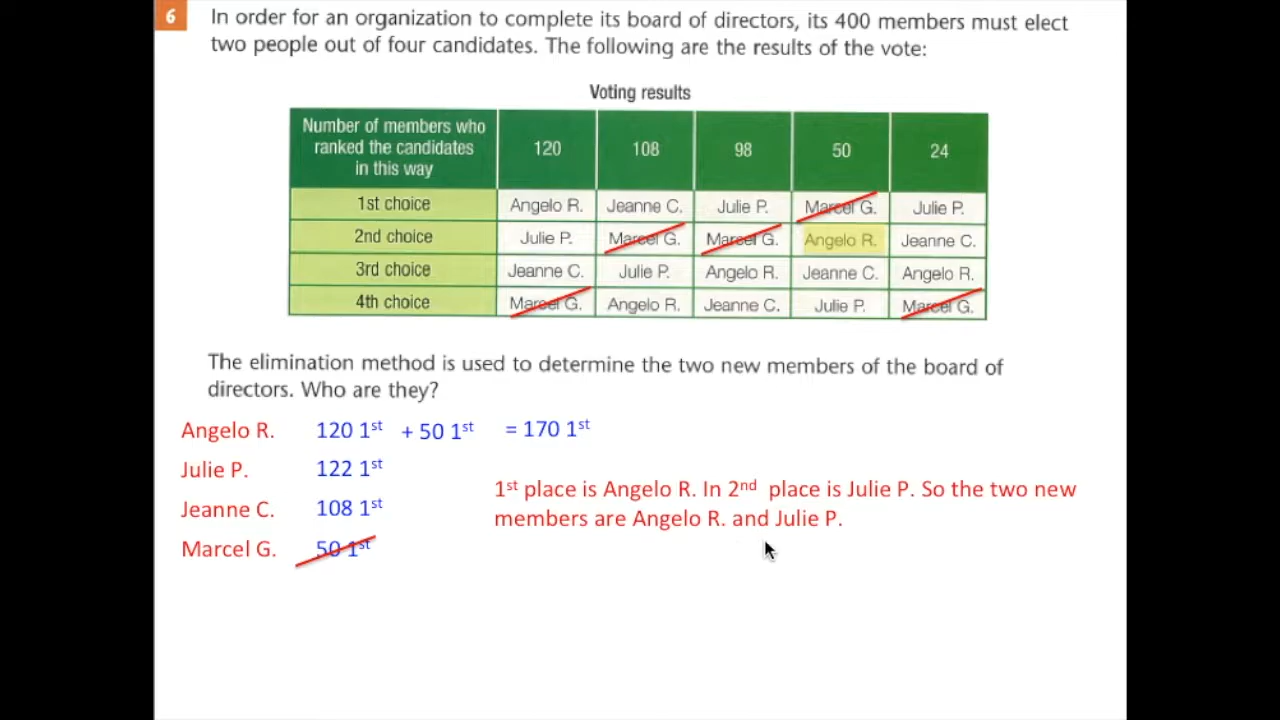 6 In order for an organization to complete its board of directors, its 400 members must elect
two people out of four candidates. The following are the results of the vote:
Voting results
Number of members who ranked the candidates in this way 120 108 98 50 24
1st choice Angelo R. Jeanne C. Julie P. Marcel G. Julie P.
2nd choice Julie P. Marcel G. Marcel G. Angelo R. Jeanne C.
3rd choice Jeanne C. Julie P. Angelo R. Jeanne C. Angelo R.
4th choice Marcel G. Angelo R. Jeanne C. Julie P. Marcel G.
The elimination method is used to determine the two new members of the board of
directors. Who are they?
Angelo R. 120 1st + 50 1st = 170 1st
Julie P. 122 1st
Jeanne C. 108 1st
Marcel G. 50 1st
1st place is Angelo R. In 2nd place is Julie P. So the two new
members are Angelo R. and Julie P.